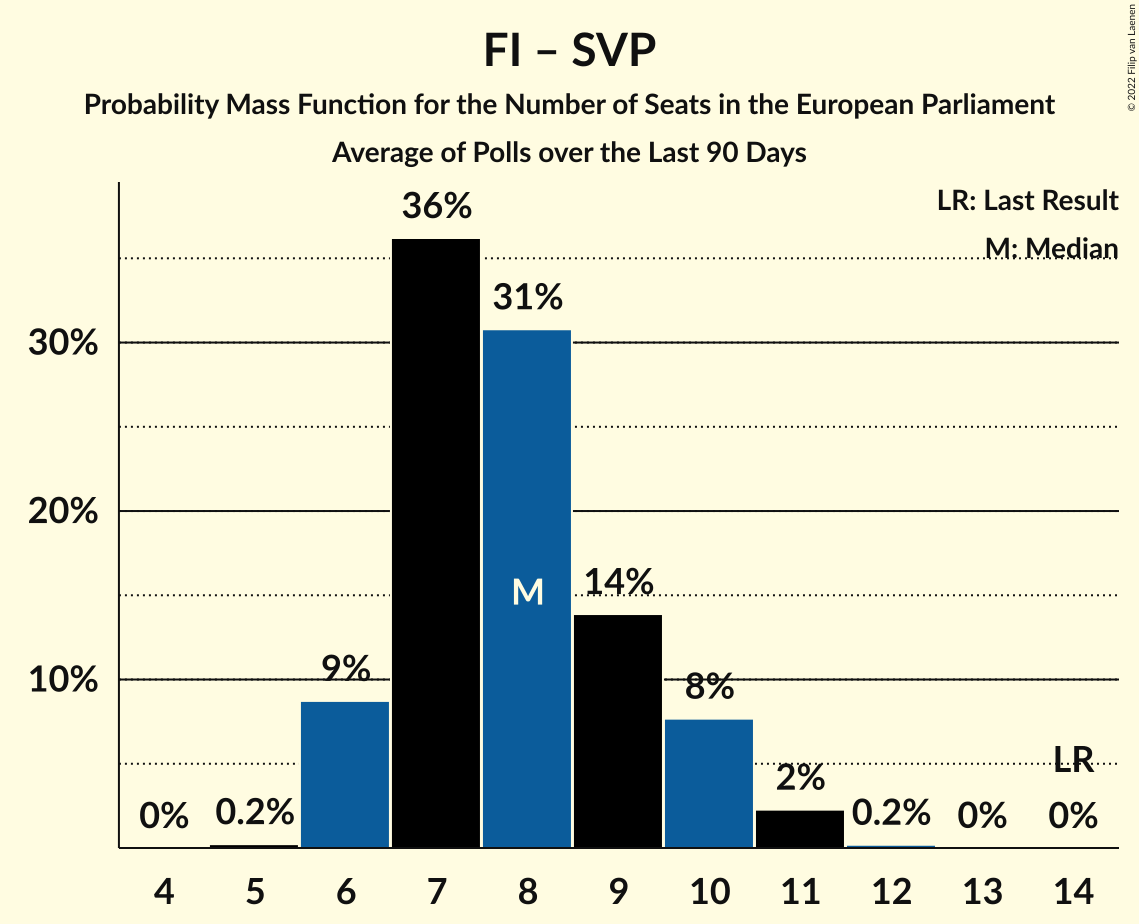 FI – SVP
Probability Mass Function for the Number of Seats in the European Parliament
Average of Polls over the Last 90 Days
© 2022 Filip van Laenen
LR: Last Result
M: Median
36%
31%
30%
20%
M
14%
10%
9%
8%
2%
LR
0%
0.2%
0.2%
0%
0%
4 5 6 7 8 9 10 11 12 13 14